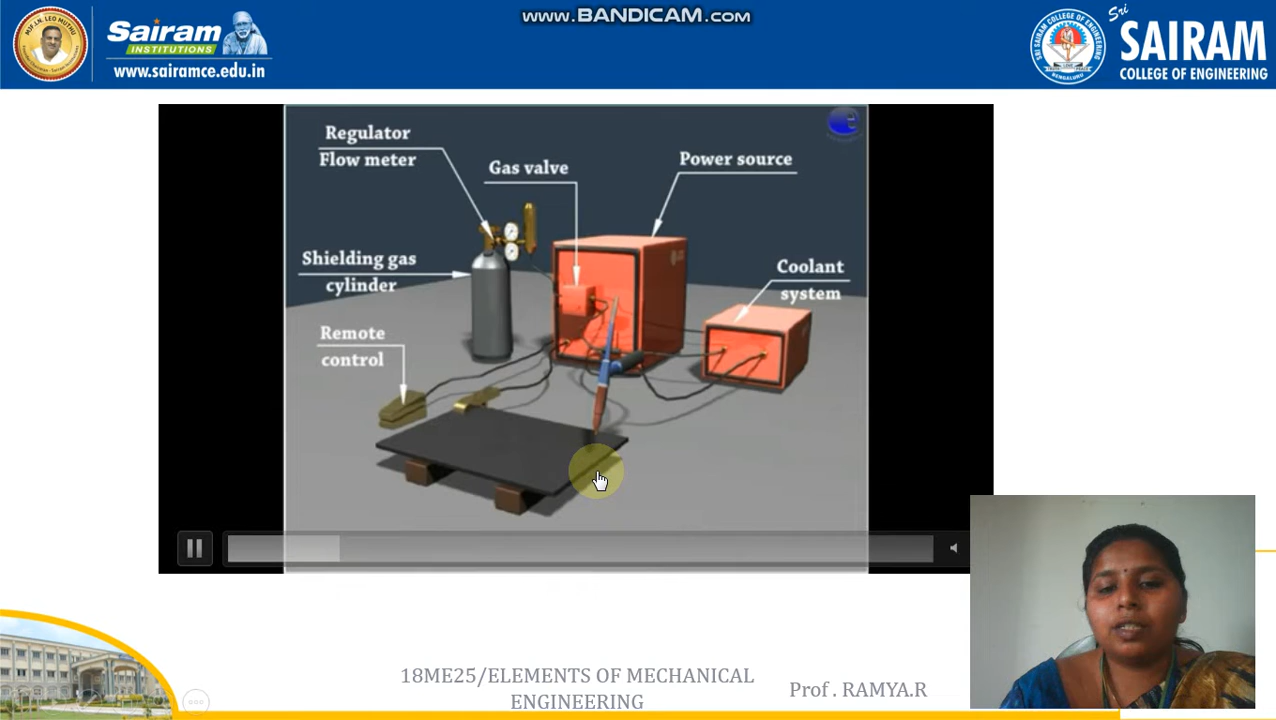 www.BANDICAM.com
Sairam
INSTITUTIONS
www.sairamce.edu.in
Sri
SAIRAM
COLLEGE OF ENGINEERING
Regulator
Flow meter
Gas valve
Power source
Shielding gas
cylinder
Coolant
system
Remote
control
18ME25/ELEMENTS OF MECHANICAL
ENGINEERING
Prof . RAMYA.R